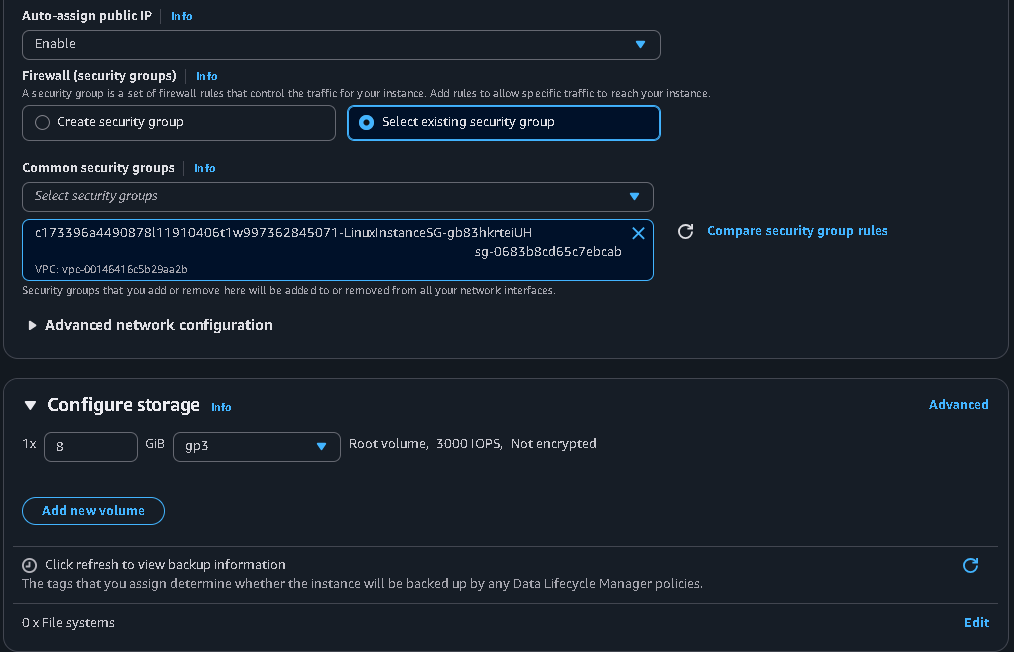 Auto-assign public IP Info
Enable
Firewall (security groups) Info
A security group is a set of firewall rules that control the traffic for your instance. Add rules to allow specific traffic to reach your instance.
Create security group
Select existing security group
Common security groups Info
Select security groups
c173396a4490878l11910406t1w997362845071-LinuxInstanceSG-gb83hkrteiUH
sg-0683b8cd65c7ebcab
VPC: vpc-00146416c5b29aa2b
Compare security group rules
Security groups that you add or remove here will be added to or removed from all your network interfaces.
Advanced network configuration
Configure storage Info
Advanced
1x 8 GiB gp3 Root volume, 3000 IOPS, Not encrypted
Add new volume
Click refresh to view backup information
The tags that you assign determine whether the instance will be backed up by any Data Lifecycle Manager policies.
0 x File systems
Edit